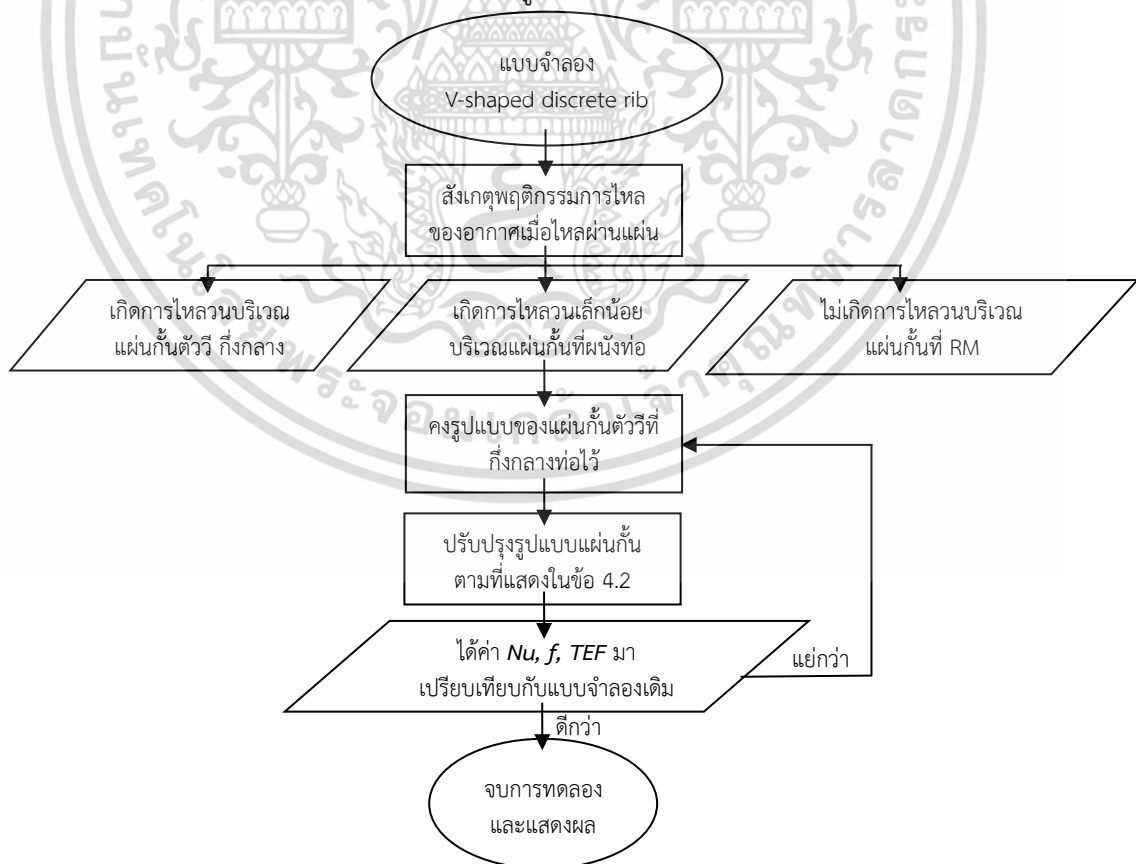 แบบจำลอง
V-shaped discrete rib
สังเกตุพฤติกรรมการไหล
ของอากาศเมื่อไหลผ่านแผ่น
เกิดการไหลวนบริเวณ
แผ่นกั้นตัววี กึ่งกลาง
เกิดการไหลวนเล็กน้อย
บริเวณแผ่นกั้นที่ผนังท่อ
ไม่เกิดการไหลวนบริเวณ
แผ่นกั้นที่ RM
คงรูปแบบของแผ่นกั้นตัววีที่
กึ่งกลางท่อไว้
ปรับปรุงรูปแบบแผ่นกั้น
ตามที่แสดงในข้อ 4.2
ได้ค่า Nu, f, TEF มา
เปรียบเทียบกับแบบจำลองเดิม
แย่กว่า
ดีกว่า
จบการทดลอง
และแสดงผล